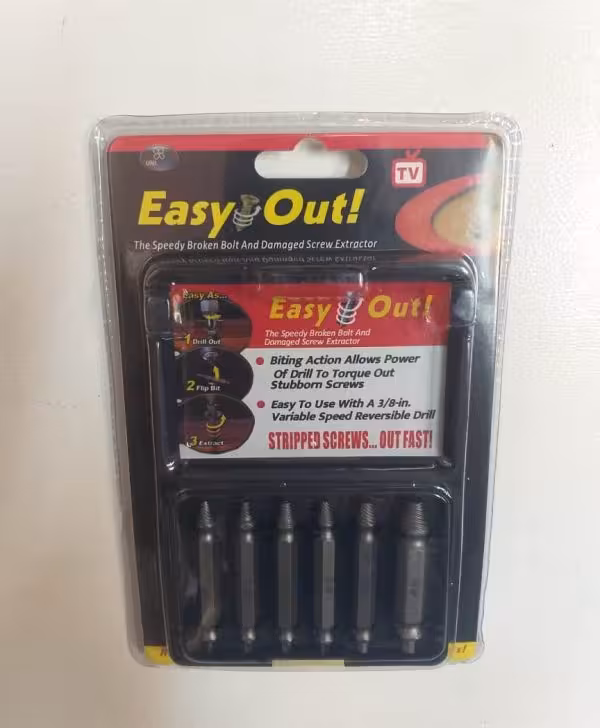 UNI
TV
Easy Out!
The Speedy Broken Bolt And Damaged Screw Extractor
Easy As...
1 Drill Out
2 Flip Bit
3 Extract
Easy Out!
The Speedy Broken Bolt And
Damaged Screw Extractor
Biting Action Allows Power
Of Drill To Torque Out
Stubborn Screws
Easy To Use With A 3/8-in.
Variable Speed Reversible Drill
STRIPPED SCREWS... OUT FAST!